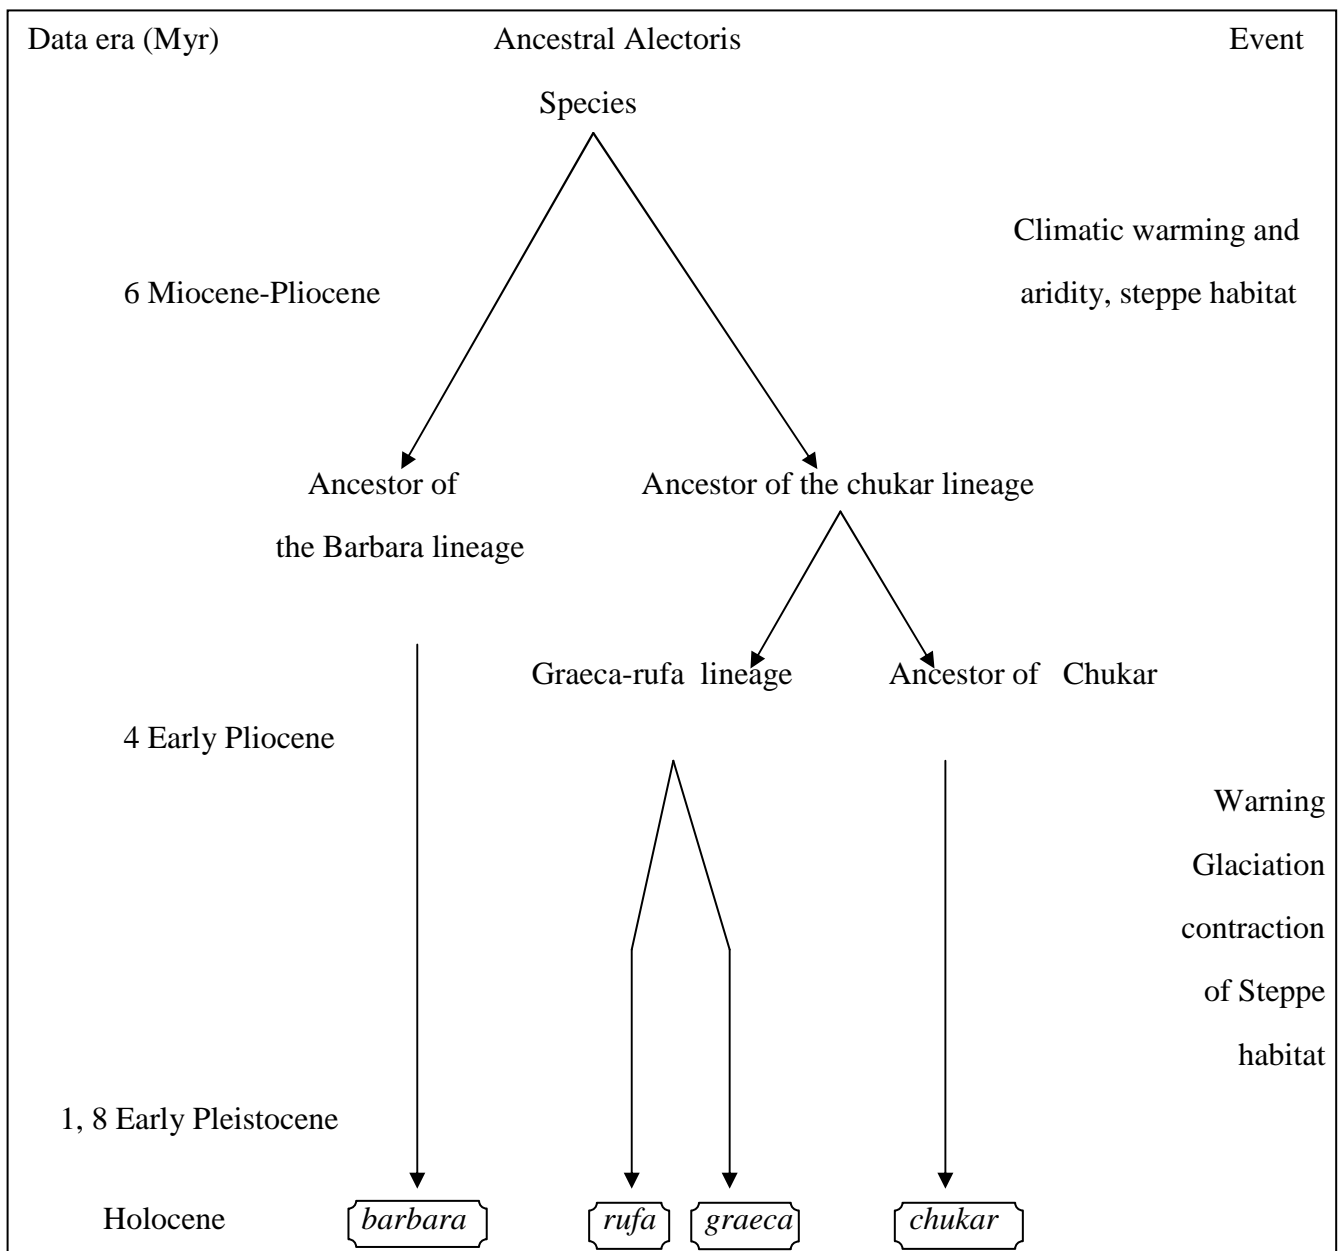 Data era (Myr) Ancestral Alectoris Event
Species
Climatic warming and
6 Miocene-Pliocene aridity, steppe habitat
Ancestor of Ancestor of the chukar lineage
the Barbara lineage
Graeca-rufa lineage Ancestor of Chukar
4 Early Pliocene
Warning
Glaciation
contraction
of Steppe
habitat
1, 8 Early Pleistocene
Holocene barbara rufa graeca chukar